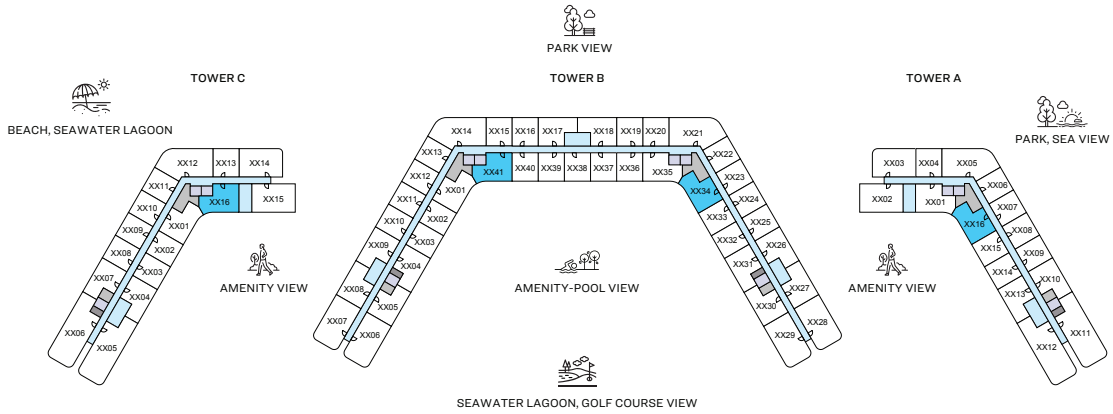 PARK VIEW
TOWER C
TOWER B
TOWER A
BEACH, SEAWATER LAGOON
PARK, SEA VIEW
XX12
XX13
XX14
XX11
XX10
XX09
XX08
XX07
XX06
XX05
XX04
XX03
XX02
XX01
XX16
XX15
AMENITY VIEW
XX14
XX15
XX16
XX17
XX18
XX19
XX20
XX21
XX13
XX12
XX11
XX10
XX09
XX08
XX07
XX06
XX05
XX04
XX03
XX02
XX01
XX41
XX40
XX39
XX38
XX37
XX36
XX35
XX34
XX33
XX32
XX31
XX30
XX29
XX22
XX23
XX24
XX25
XX26
XX27
XX28
AMENITY-POOL VIEW
XX03
XX04
XX05
XX02
XX01
XX16
XX06
XX07
XX08
XX09
XX10
XX11
XX15
XX14
XX13
XX12
AMENITY VIEW
SEAWATER LAGOON, GOLF COURSE VIEW